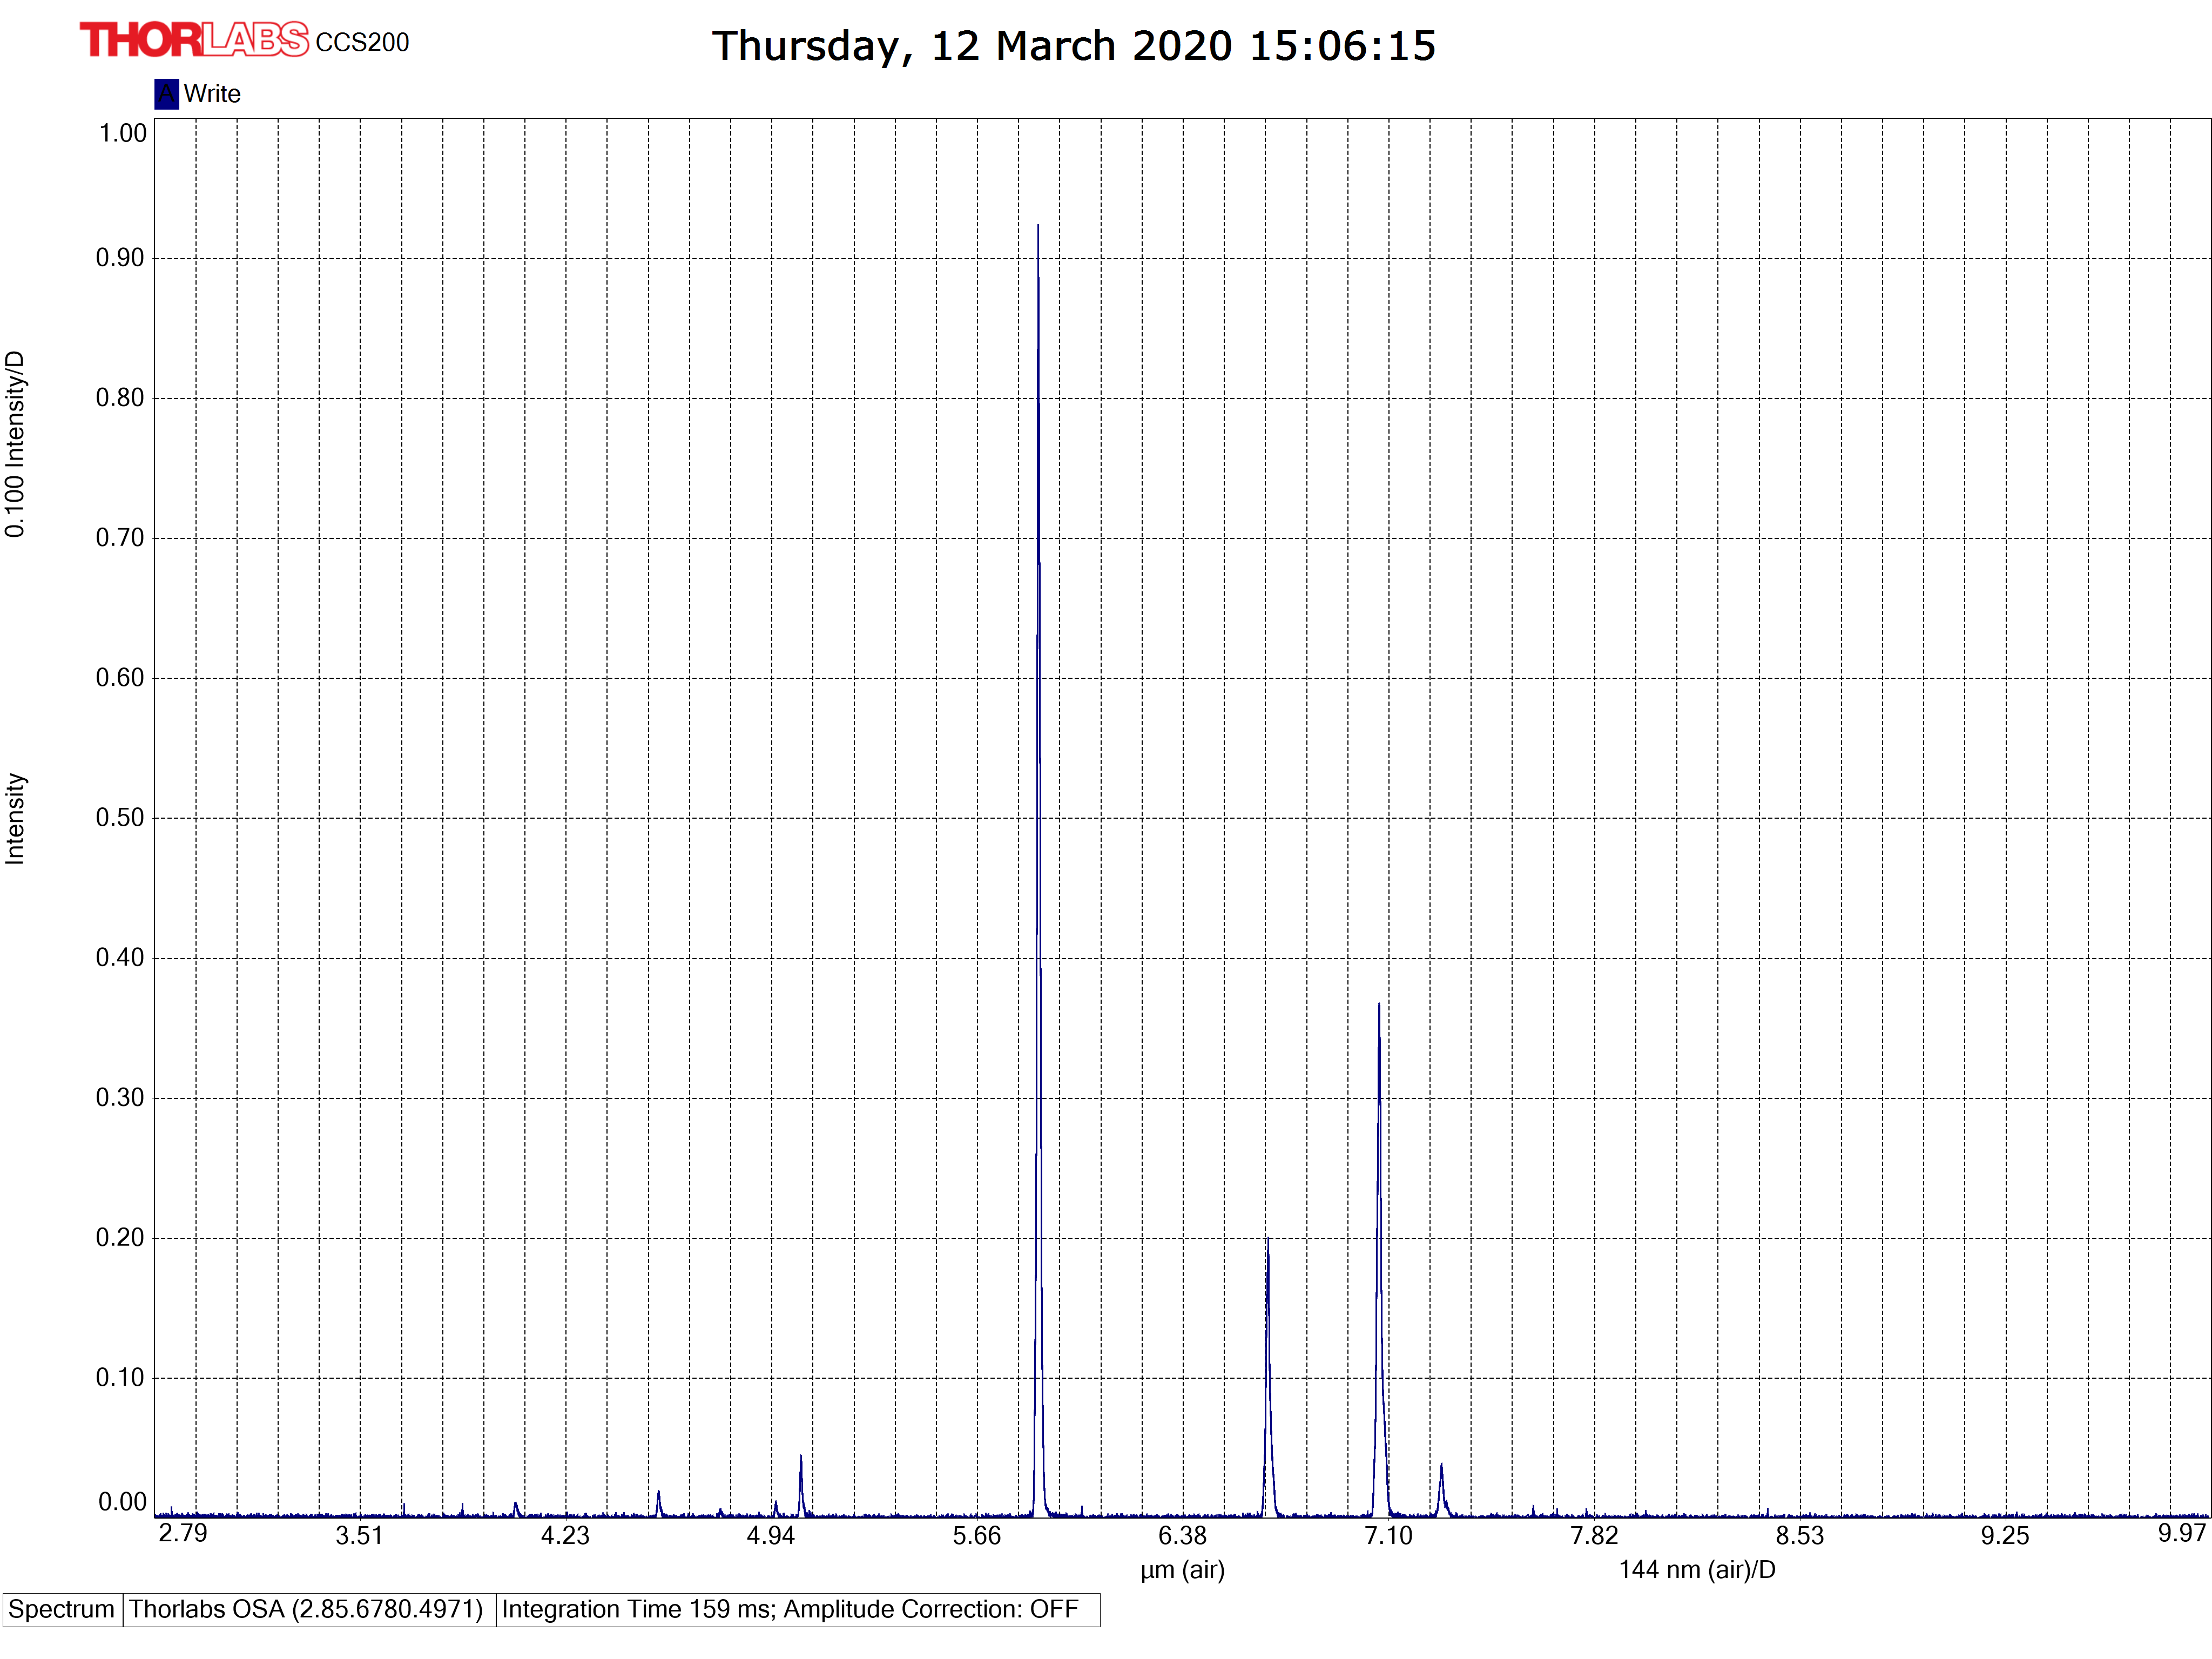 THORLABS CCS200
Thursday, 12 March 2020 15:06:15
A Write
1.00
0.90
0.80
0.70
0.60
0.50
0.40
0.30
0.20
0.10
0.00
0.100 Intensity/D
Intensity
2.79 3.51 4.23 4.94 5.66 6.38 7.10 7.82 8.53 9.25 9.97
µm (air) 144 nm (air)/D
Spectrum Thorlabs OSA (2.85.6780.4971) Integration Time 159 ms; Amplitude Correction: OFF